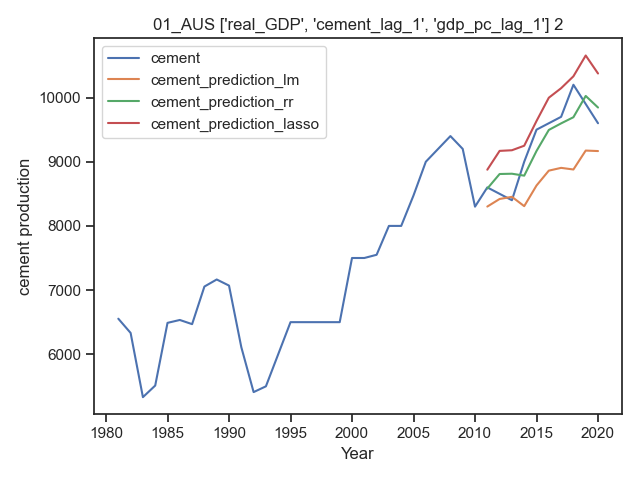 01_AUS ['real_GDP', 'cement_lag_1', 'gdp_pc_lag_1'] 2
cement
cement_prediction_lm
cement_prediction_rr
cement_prediction_lasso
cement production
10000
9000
8000
7000
6000
1980 1985 1990 1995 2000 2005 2010 2015 2020
Year